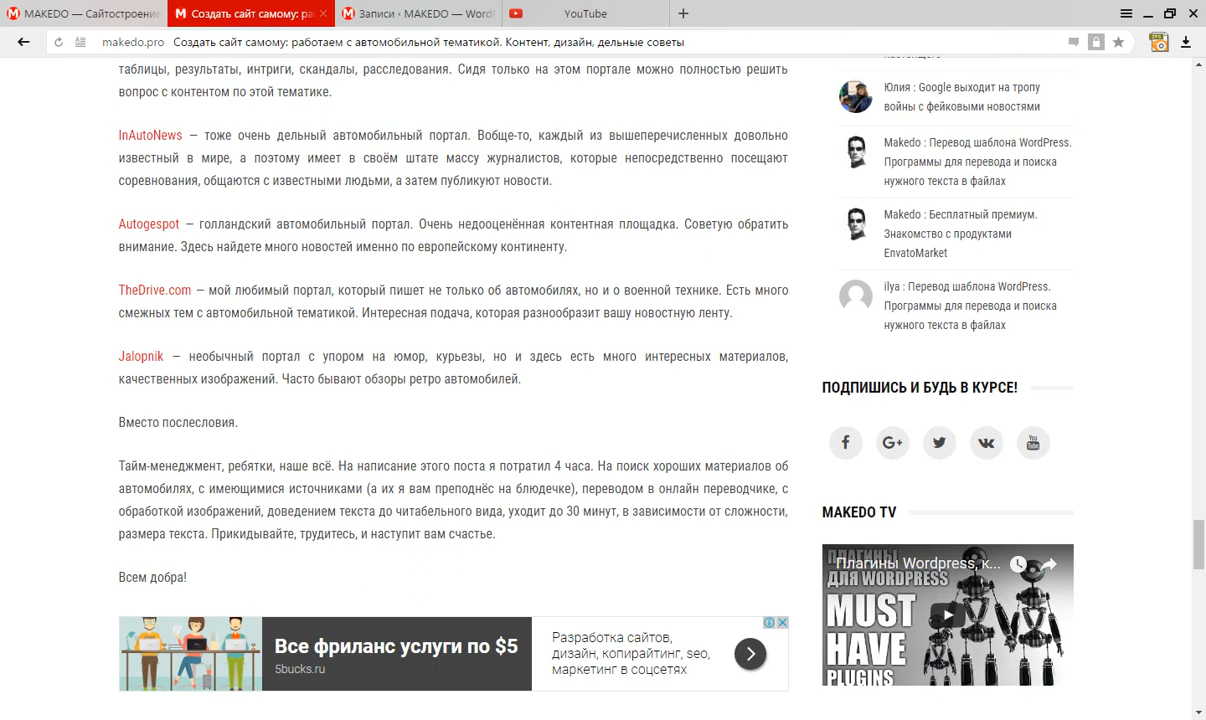 MAKEDO — Сайтостроение
Создать сайт самому: ра
Записи ‹ MAKEDO — Word
YouTube
makedo.pro Создать сайт самому: работаем с автомобильной тематикой. Контент, дизайн, дельные советы
таблицы, результаты, интриги, скандалы, расследования. Сидя только на этом портале можно полностью решить
вопрос с контентом по этой тематике.
InAutoNews — тоже очень дельный автомобильный портал. Вобще-то, каждый из вышеперечисленных довольно
известный в мире, а поэтому имеет в своём штате массу журналистов, которые непосредственно посещают
соревнования, общаются с известными людьми, а затем публикуют новости.
Autogespot — голландский автомобильный портал. Очень недооценённая контентная площадка. Советую обратить
внимание. Здесь найдете много новостей именно по европейскому континенту.
TheDrive.com — мой любимый портал, который пишет не только об автомобилях, но и о военной технике. Есть много
смежных тем с автомобильной тематикой. Интересная подача, которая разнообразит вашу новостную ленту.
Jalopnik — необычный портал с упором на юмор, курьезы, но и здесь есть много интересных материалов,
качественных изображений. Часто бывают обзоры ретро автомобилей.
Вместо послесловия.
Тайм-менеджмент, ребятки, наше всё. На написание этого поста я потратил 4 часа. На поиск хороших материалов об
автомобилях, с имеющимися источниками (а их я вам преподнёс на блюдечке), переводом в онлайн переводчике, с
обработкой изображений, доведением текста до читабельного вида, уходит до 30 минут, в зависимости от сложности,
размера текста. Прикидывайте, трудитесь, и наступит вам счастье.
Всем добра!
Все фриланс услуги по $5
5bucks.ru
Разработка сайтов,
дизайн, копирайтинг, seo,
маркетинг в соцсетях
Юлия : Google выходит на тропу
войны с фейковыми новостями
Makedo : Перевод шаблона WordPress.
Программы для перевода и поиска
нужного текста в файлах
Makedo : Бесплатный премиум.
Знакомство с продуктами
EnvatoMarket
ilya : Перевод шаблона WordPress.
Программы для перевода и поиска
нужного текста в файлах
ПОДПИШИСЬ И БУДЬ В КУРСЕ!
MAKEDO TV
Плагины Wordpress, к...
ПЛАГИНЫ
ДЛЯ WORDPRESS
MUST
HAVE
PLUGINS